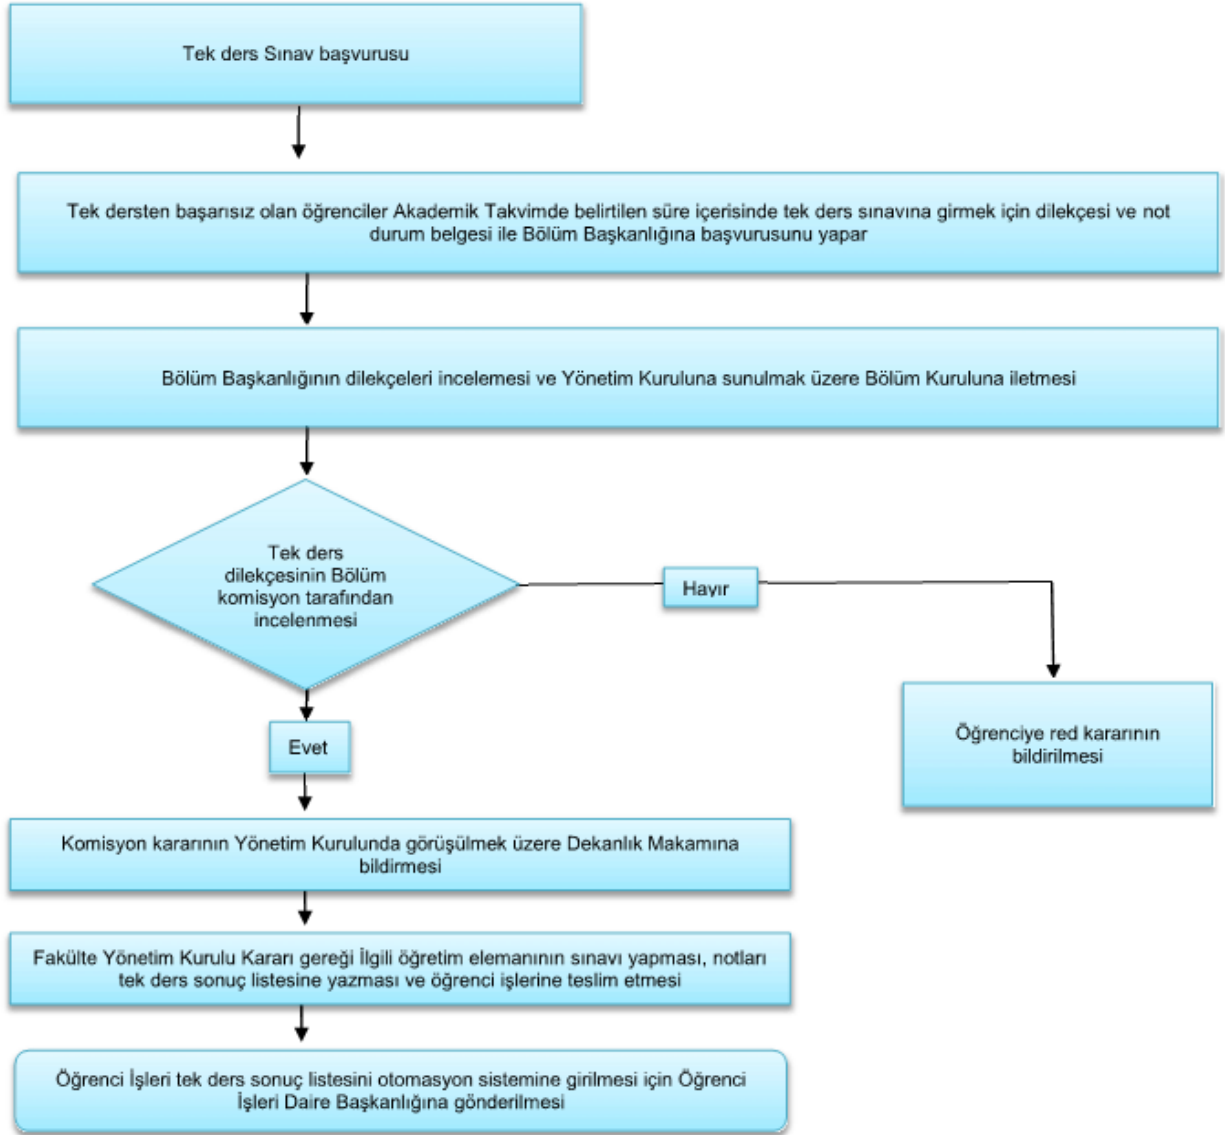 Tek ders Sınav başvurusu
Tek dersten başarısız olan öğrenciler Akademik Takvimde belirtilen süre içerisinde tek ders sınavına girmek için dilekçesi ve not
durum belgesi ile Bölüm Başkanlığına başvurusunu yapar
Bölüm Başkanlığının dilekçeleri incelemesi ve Yönetim Kuruluna sunulmak üzere Bölüm Kuruluna iletmesi
Tek ders
dilekçesinin Bölüm
komisyon tarafından
incelenmesi
Hayır
Evet
Öğrenciye red kararının
bildirilmesi
Komisyon kararının Yönetim Kurulunda görüşülmek üzere Dekanlık Makamına
bildirmesi
Fakülte Yönetim Kurulu Kararı gereği İlgili öğretim elemanının sınavı yapması, notları
tek ders sonuç listesine yazması ve öğrenci işlerine teslim etmesi
Öğrenci İşleri tek ders sonuç listesini otomasyon sistemine girilmesi için Öğrenci
İşleri Daire Başkanlığına gönderilmesi